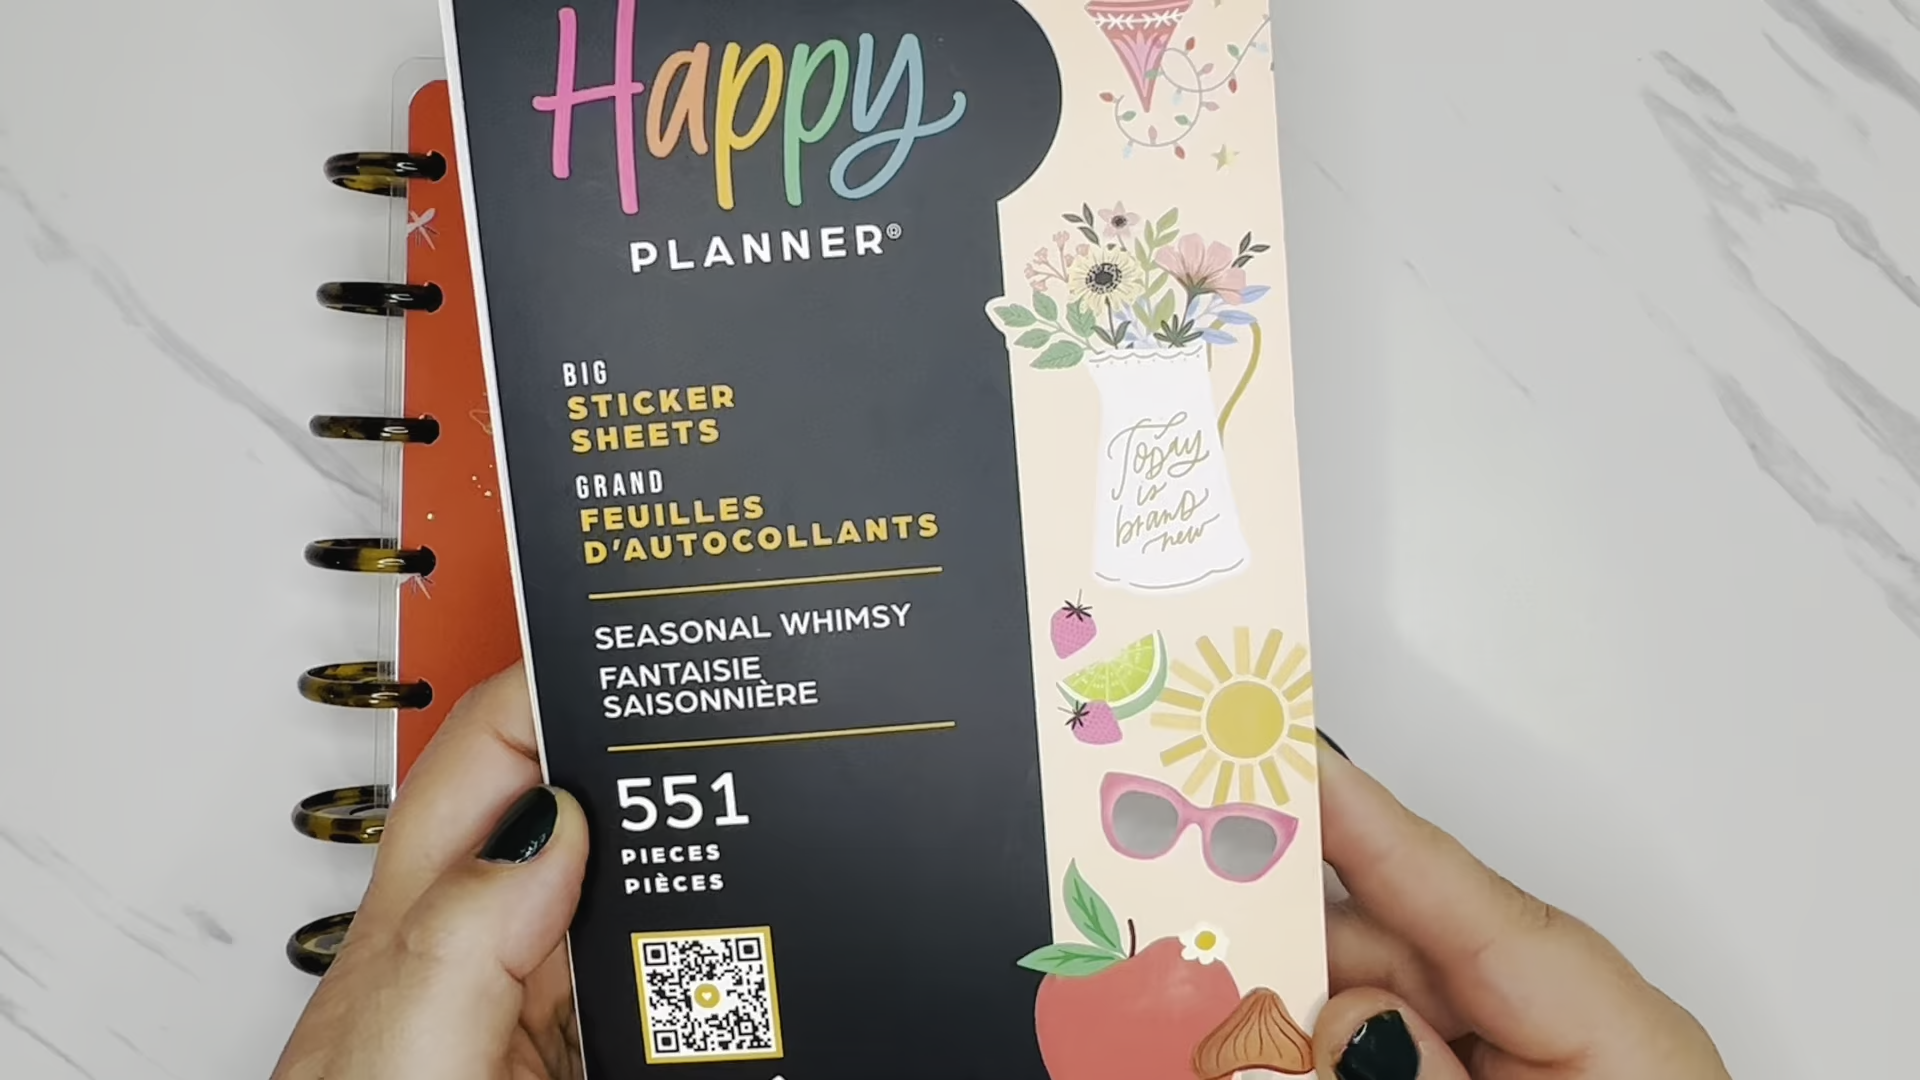 Happy
PLANNER®
BIG
STICKER
SHEETS
GRAND
FEUILLES
D'AUTOCOLLANTS
SEASONAL WHIMSY
FANTAISIE
SAISONNIÈRE
551
PIECES
PIÈCES
Today
is
brand
new